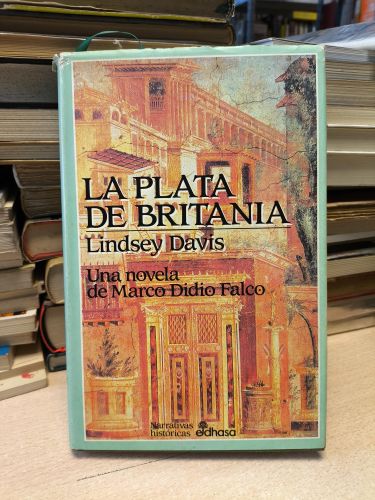 LA PLATA
DE BRITANIA
Lindsey Davis
Una novela
de Marco Didio Falco
Narrativas
históricas edhasa